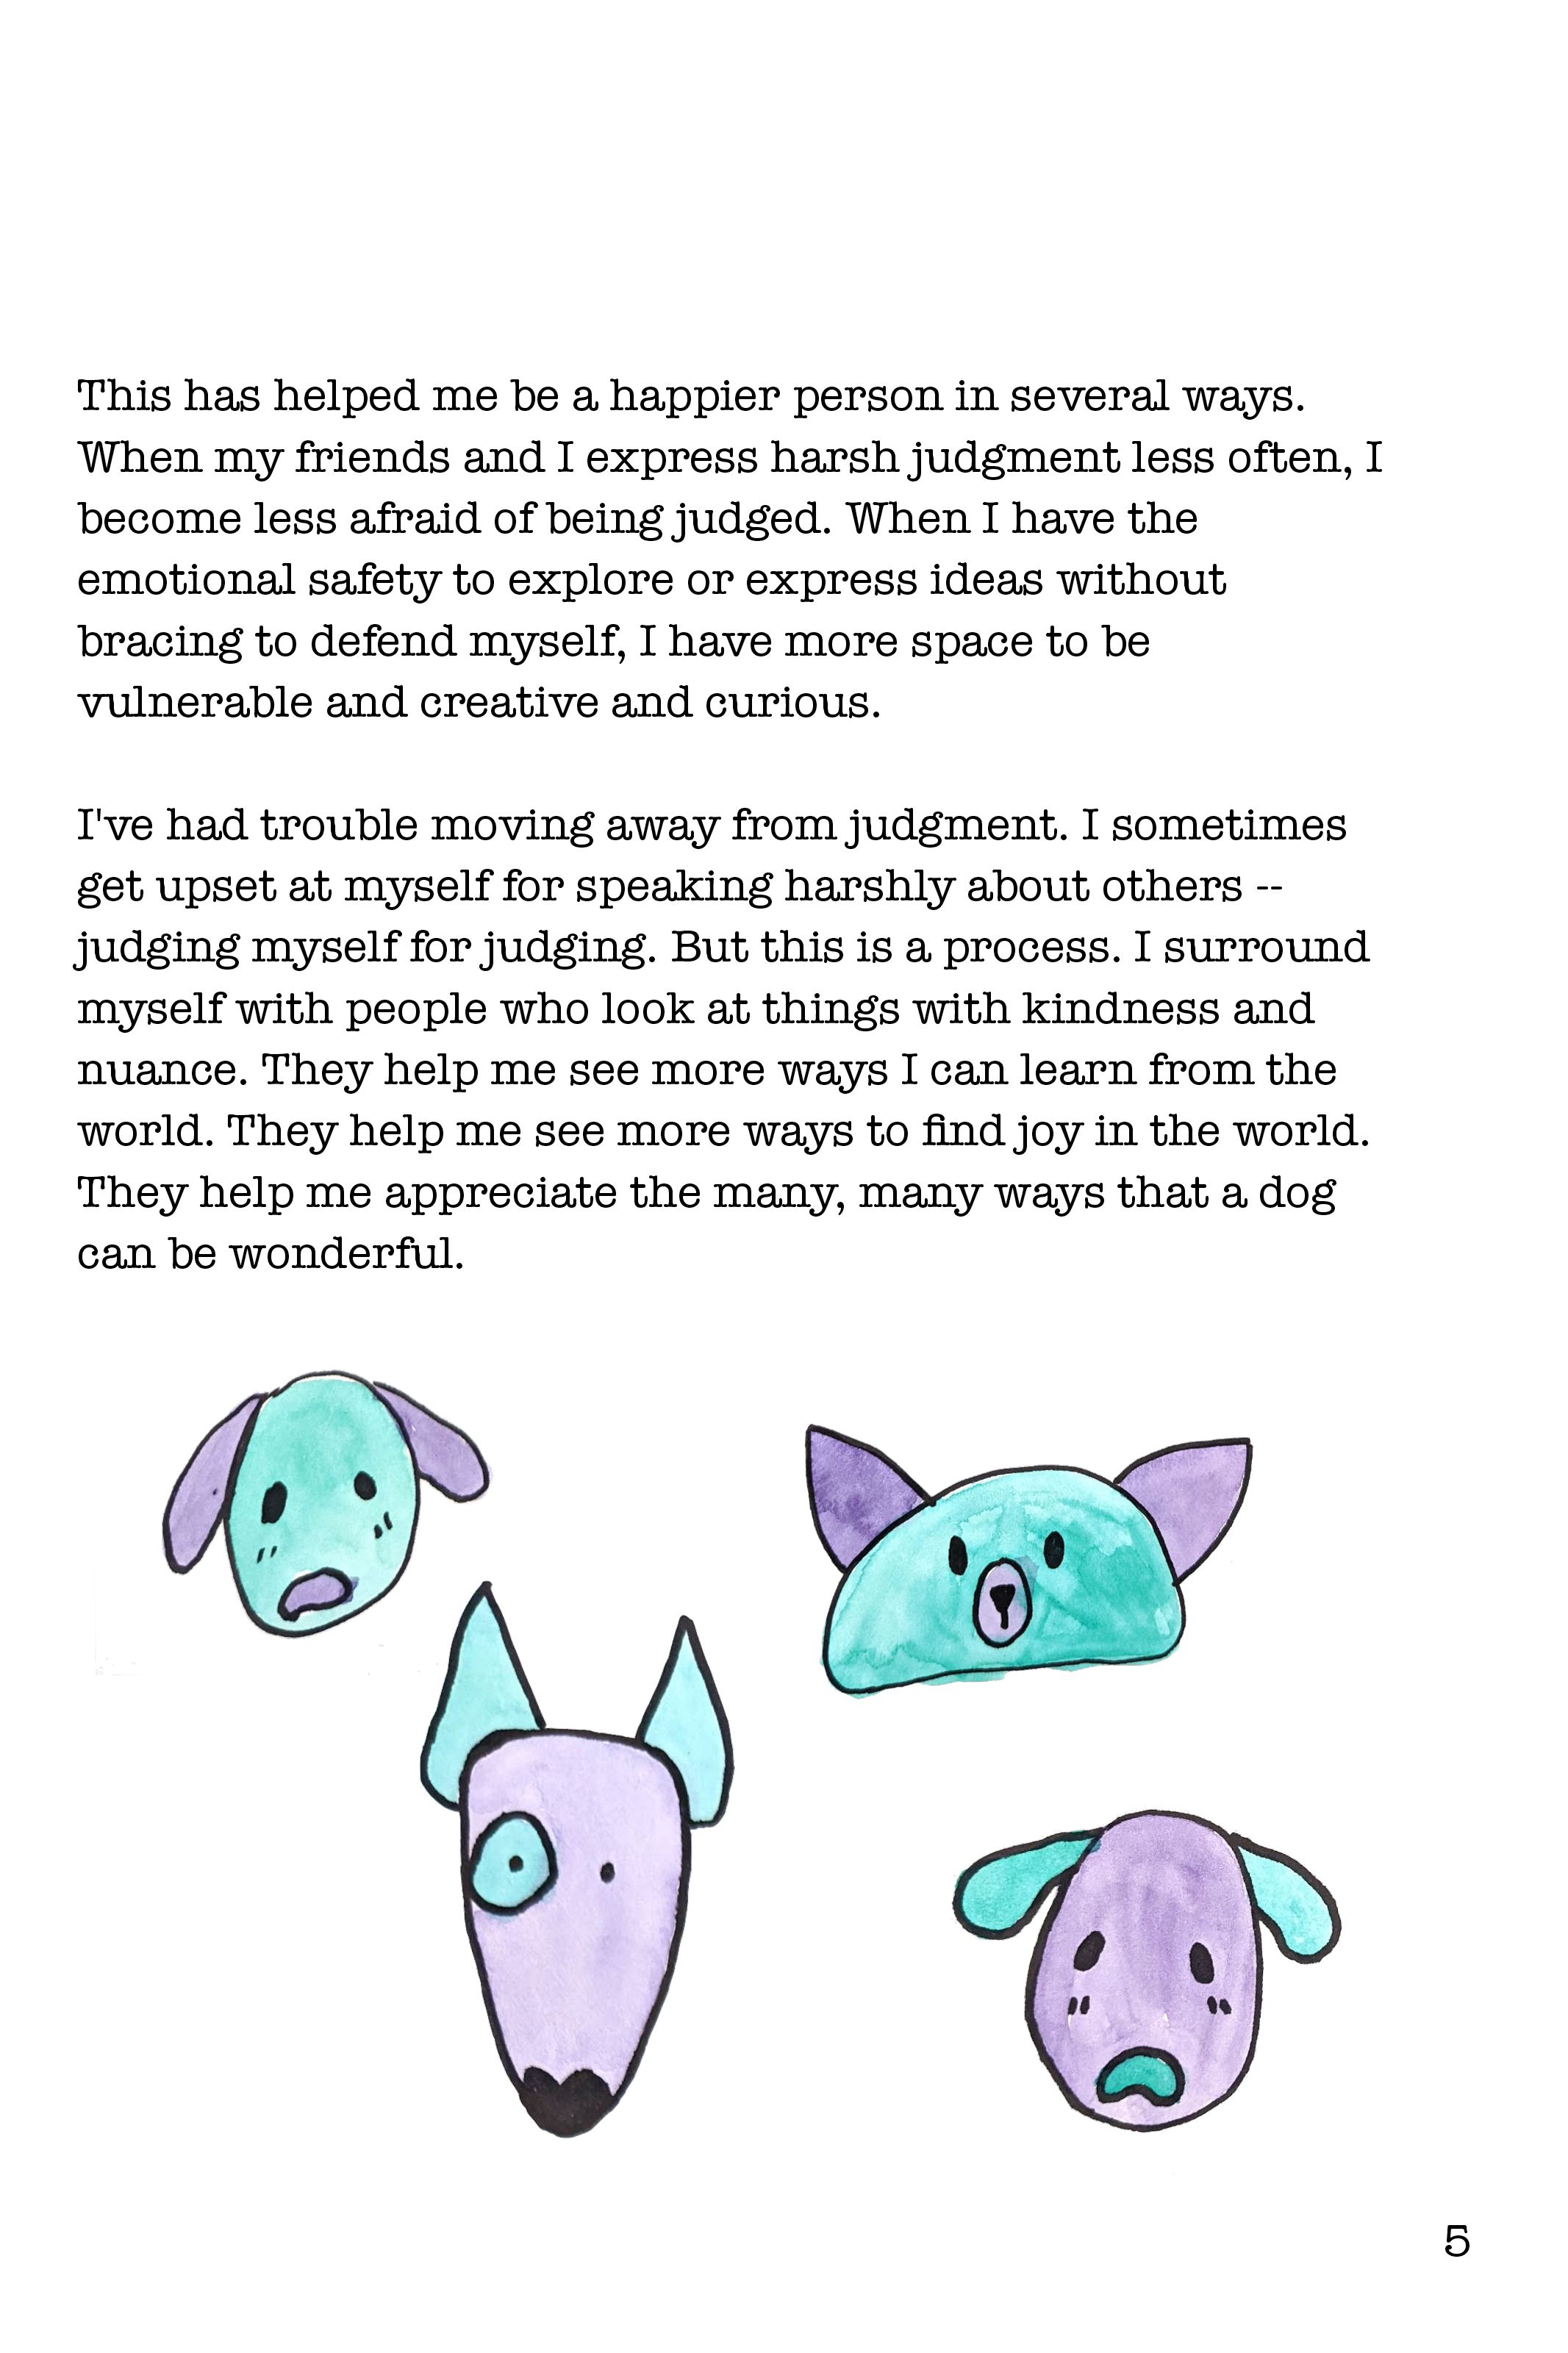 This has helped me be a happier person in several ways.
When my friends and I express harsh judgment less often, I
become less afraid of being judged. When I have the
emotional safety to explore or express ideas without
bracing to defend myself, I have more space to be
vulnerable and creative and curious.
I've had trouble moving away from judgment. I sometimes
get upset at myself for speaking harshly about others --
judging myself for judging. But this is a process. I surround
myself with people who look at things with kindness and
nuance. They help me see more ways I can learn from the
world. They help me see more ways to find joy in the world.
They help me appreciate the many, many ways that a dog
can be wonderful.
5